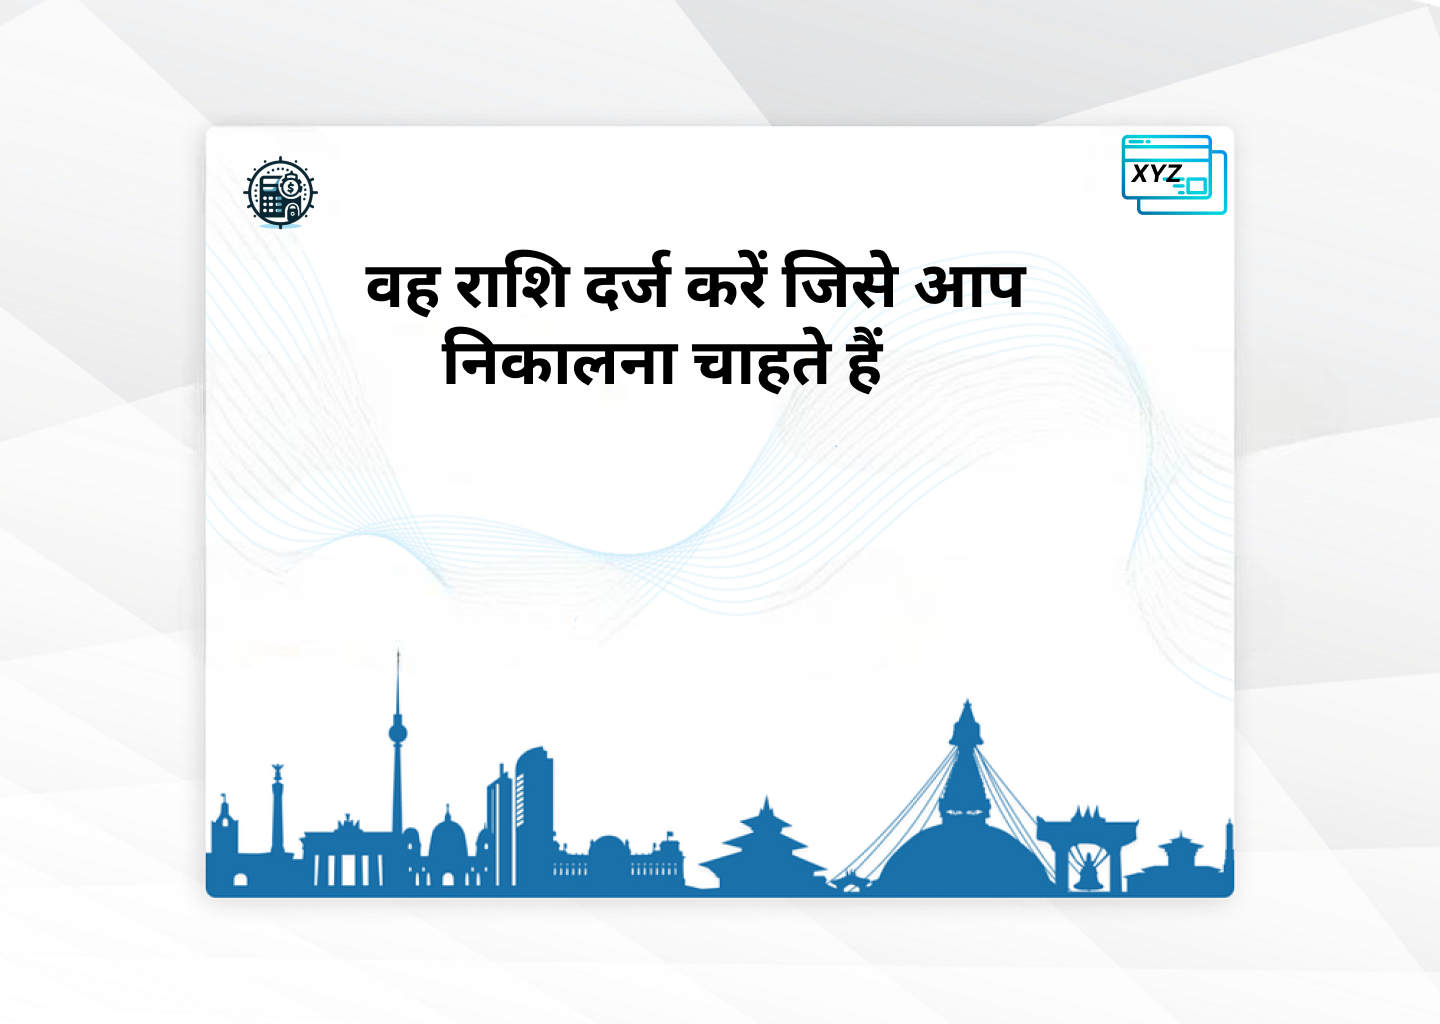 XYZ
वह राशि दर्ज करें जिसे आप
निकालना चाहते हैं